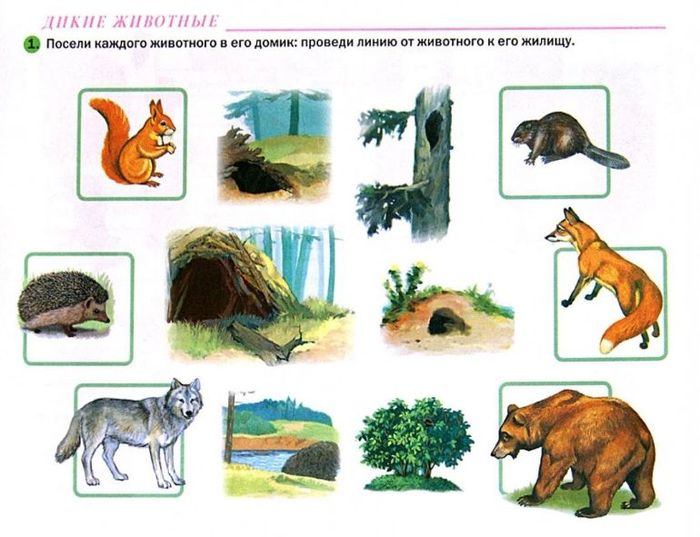 ДИКИЕ ЖИВОТНЫЕ
1. Посели каждого животного в его домик: проведи линию от животного к его жилищу.